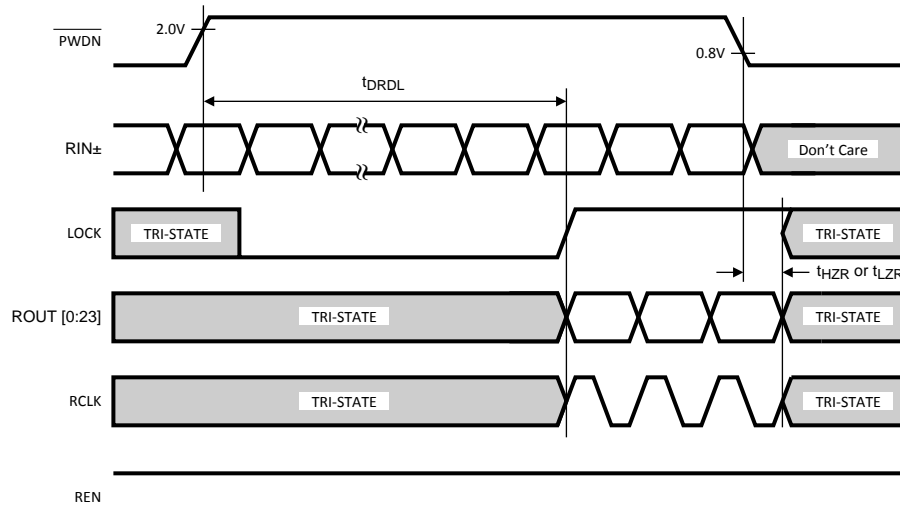 PWDN
2.0V
0.8V
tDRDL
RIN±
Don't Care
LOCK
TRI-STATE
TRI-STATE
tHZR or tLZR
ROUT [0:23]
TRI-STATE
TRI-STATE
RCLK
TRI-STATE
TRI-STATE
REN